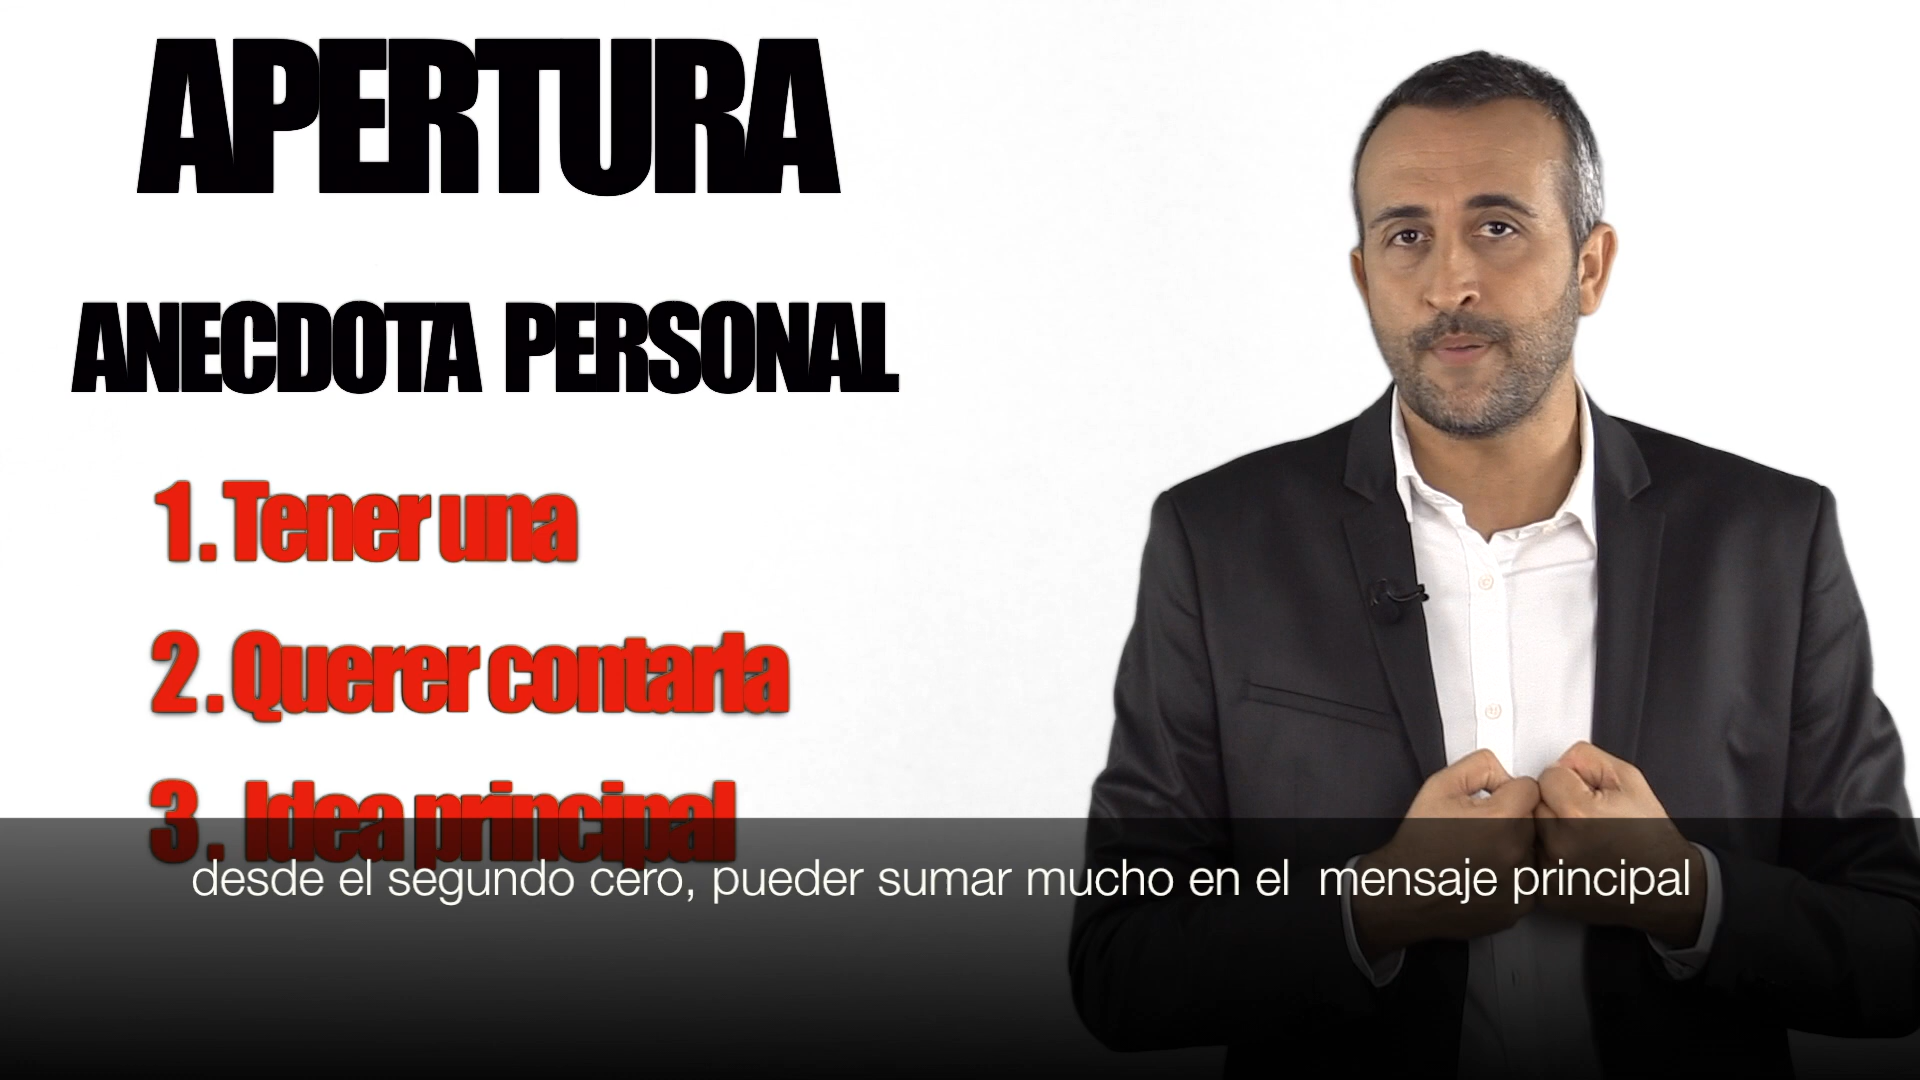 APERTURA
ANECDOTA PERSONAL
1. Tener una
2. Querer contarla
3. Idea principal
desde el segundo cero, pueder sumar mucho en el mensaje principal